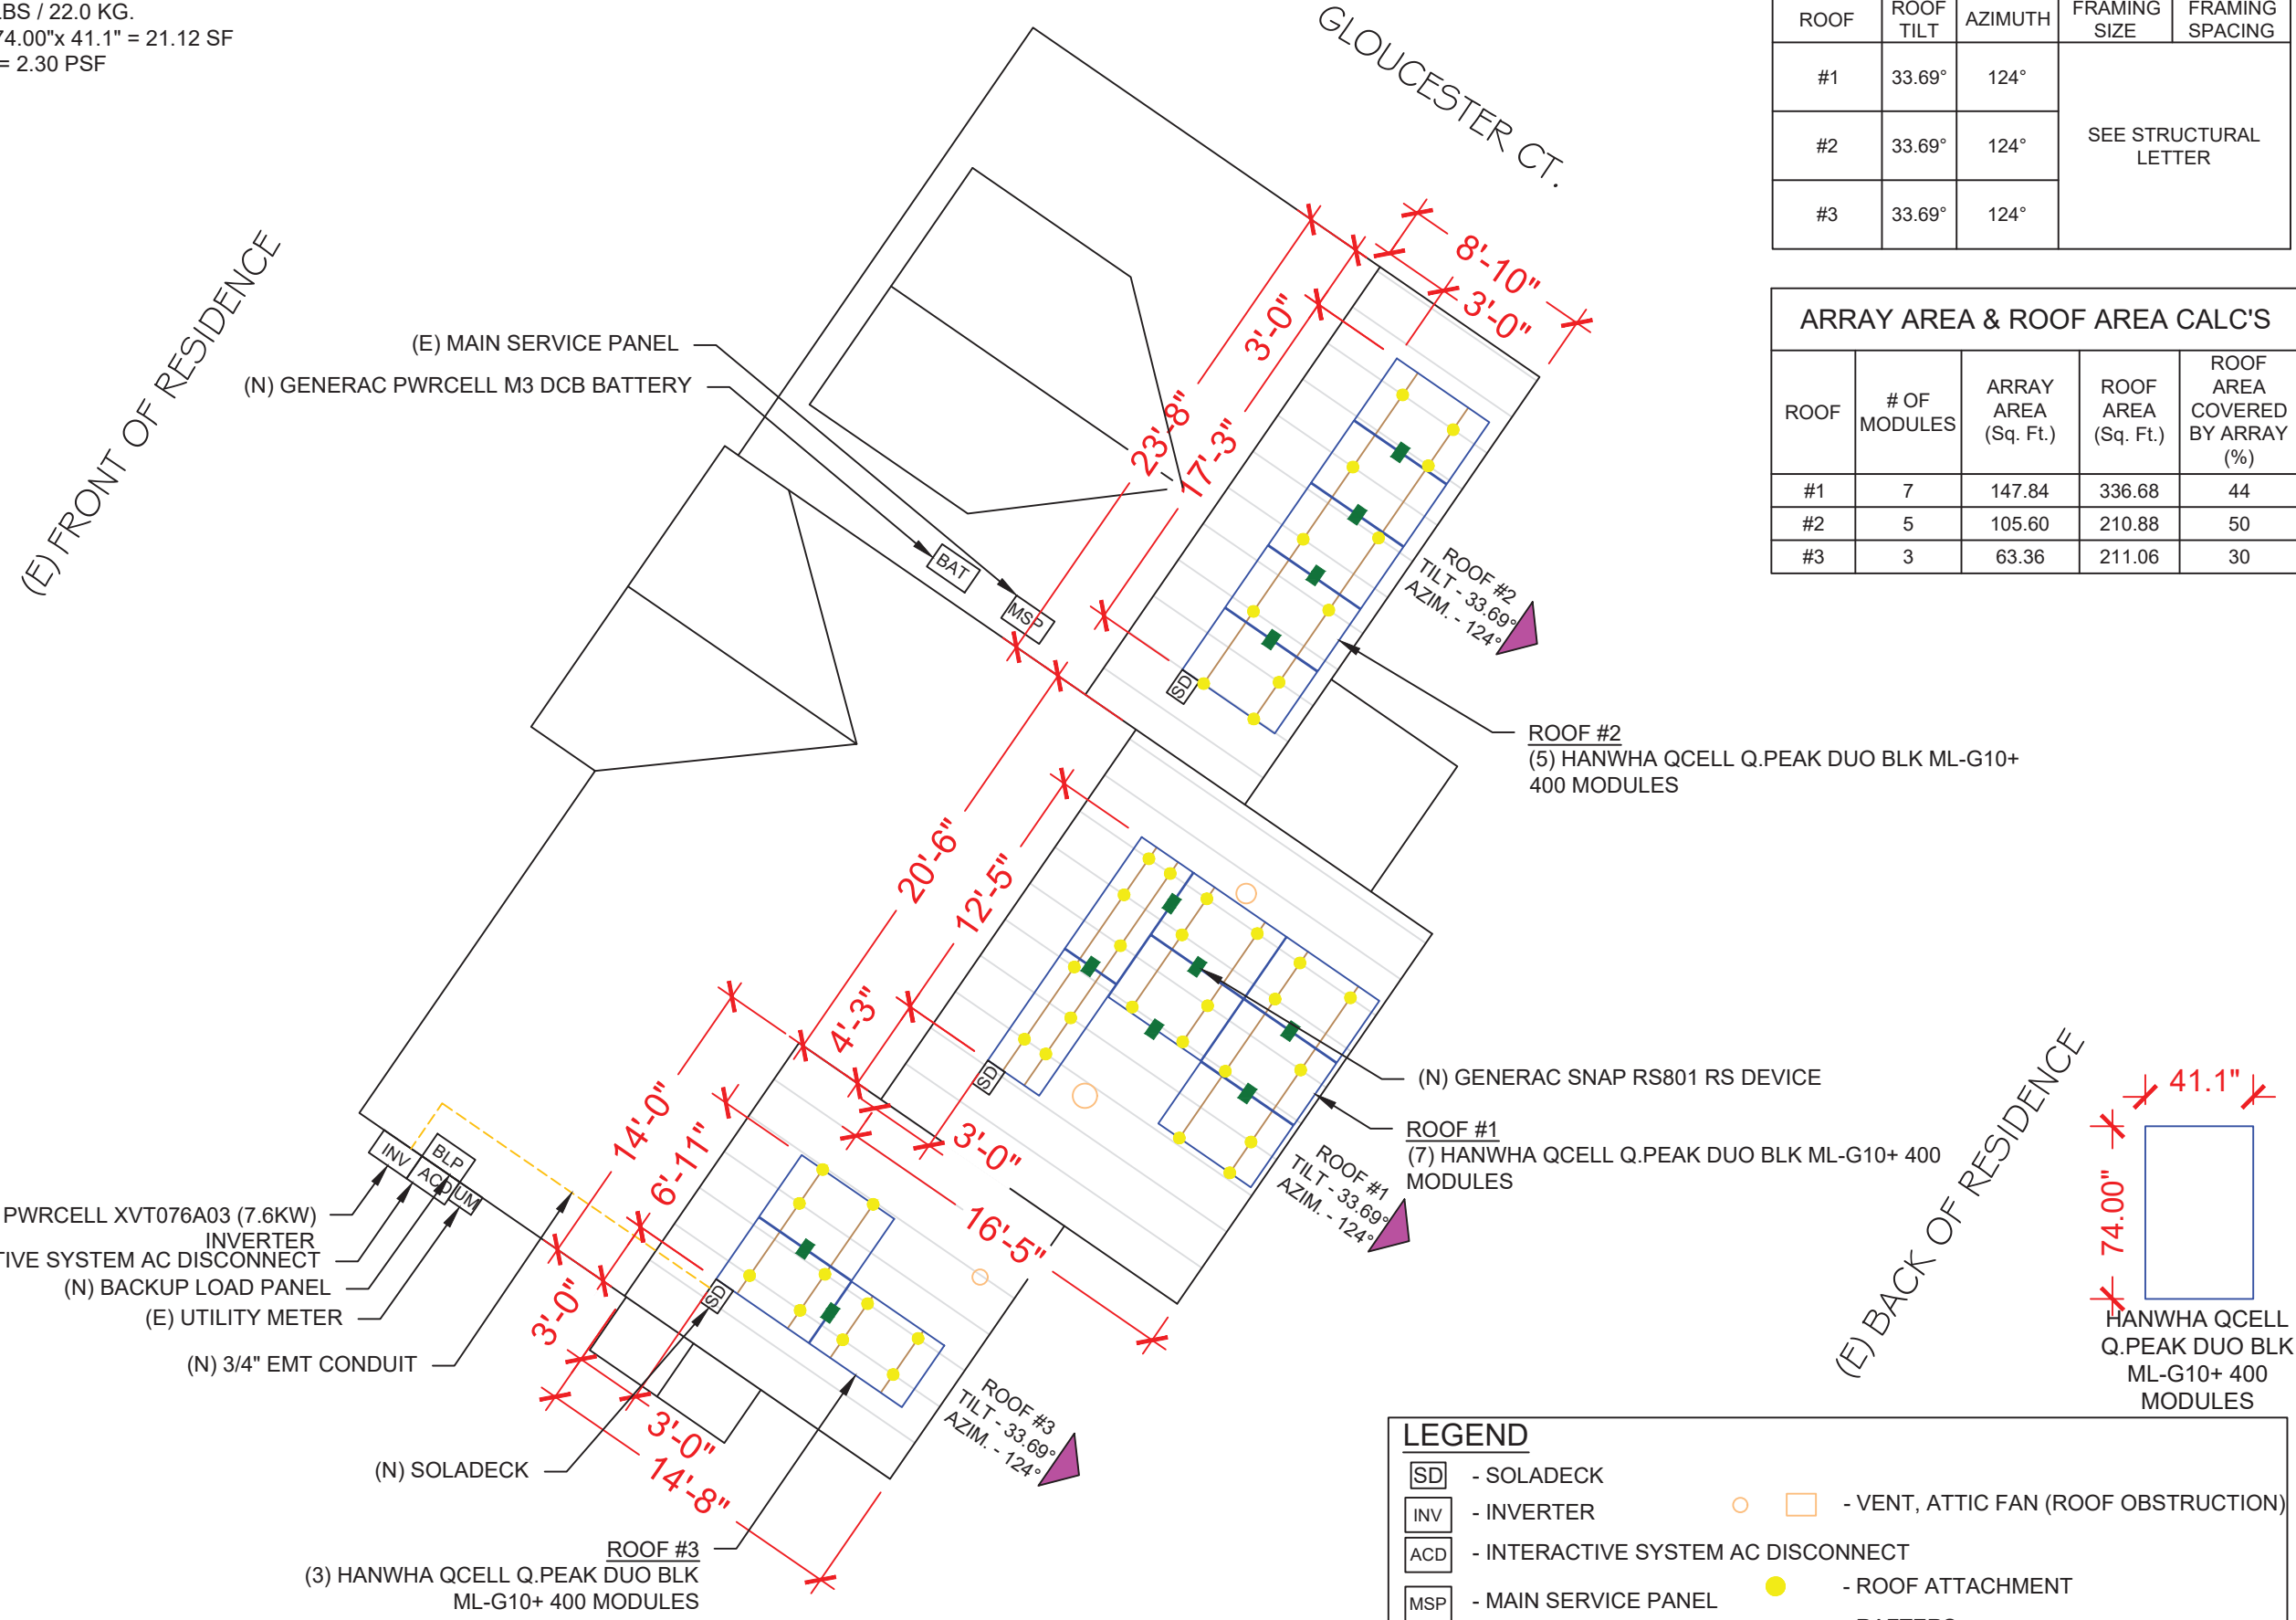 LBS / 22.0 KG.
74.00"x 41.1" = 21.12 SF
= 2.30 PSF
GLOUCESTER CT.
(E) FRONT OF RESIDENCE
(E) MAIN SERVICE PANEL
(N) GENERAC PWRCELL M3 DCB BATTERY
BAT
MSP
8'-10"
3'-0"
3'-0"
23'-8"
17'-3"
ROOF #2
TILT - 33.69°
AZIM. - 124°
SD
ROOF #2
(5) HANWHA QCELL Q.PEAK DUO BLK ML-G10+
400 MODULES
20'-6"
12'-5"
4'-3"
SD
3'-0"
16'-5"
(N) GENERAC SNAP RS801 RS DEVICE
ROOF #1
(7) HANWHA QCELL Q.PEAK DUO BLK ML-G10+ 400
MODULES
ROOF #1
TILT - 33.69°
AZIM. - 124°
14'-0"
6'-11"
INV
BLP
ACD
UM
PWRCELL XVT076A03 (7.6KW)
INVERTER
TIVE SYSTEM AC DISCONNECT
(N) BACKUP LOAD PANEL
(E) UTILITY METER
(N) 3/4" EMT CONDUIT
SD
3'-0"
3'-0"
14'-8"
(N) SOLADECK
ROOF #3
TILT - 33.69°
AZIM. - 124°
ROOF #3
(3) HANWHA QCELL Q.PEAK DUO BLK
ML-G10+ 400 MODULES
(E) BACK OF RESIDENCE
41.1"
74.00"
HANWHA QCELL
Q.PEAK DUO BLK
ML-G10+ 400
MODULES
ROOF
ROOF
TILT
AZIMUTH
FRAMING
SIZE
FRAMING
SPACING
#1 33.69° 124°
#2 33.69° 124°
#3 33.69° 124°
SEE STRUCTURAL
LETTER
ARRAY AREA & ROOF AREA CALC'S
ROOF
# OF
MODULES
ARRAY
AREA
(Sq. Ft.)
ROOF
AREA
(Sq. Ft.)
ROOF
AREA
COVERED
BY ARRAY
(%)
#1 7 147.84 336.68 44
#2 5 105.60 210.88 50
#3 3 63.36 211.06 30
LEGEND
SD - SOLADECK
INV - INVERTER
- VENT, ATTIC FAN (ROOF OBSTRUCTION)
ACD - INTERACTIVE SYSTEM AC DISCONNECT
MSP - MAIN SERVICE PANEL
- ROOF ATTACHMENT